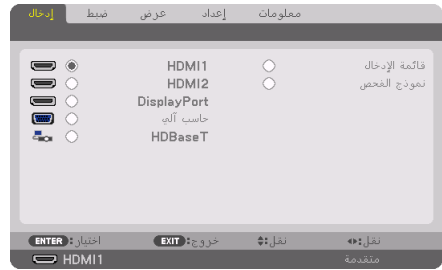 إدخال ضبط عرض إعداد معلومات
HDMI1 قائمة الإدخال
HDMI2 نموذج الفحص
DisplayPort
حاسب آلي
HDBaseT
ENTER :اختيار EXIT :خروج نقل: نقل:
HDMI1 متقدمة